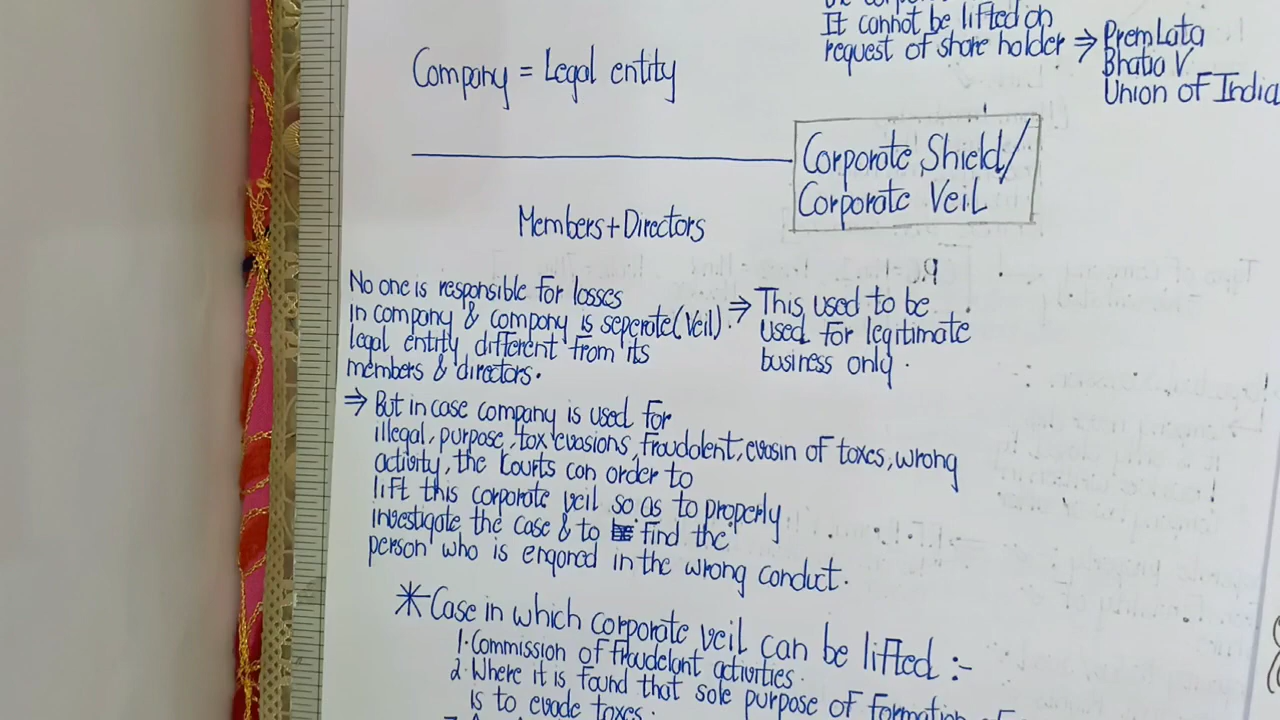 It cannot be lifted on
request of share holder ⇒ Prem Lata
Bhatia V
Union of India
Company = Legal entity
Corporate Shield/
Corporate Veil
Members + Directors
No one is responsible for losses
in company & company is seperate (Veil). ⇒ This used to be
legal entity different from its used for legitimate
members & directors. business only.
⇒ But in case company is used for
illegal, purpose, tax evasions, fraudolent, evasin of taxes, wrong
activity, the Courts can order to
lift this corporate veil so as to properly
investigate the case & to find the
person who is engared in the wrong conduct.
* Case in which corporate veil can be lifted :-
1. Commission of fraudelant activities.
2. Where it is found that sole purpose of formation
is to evade taxes.